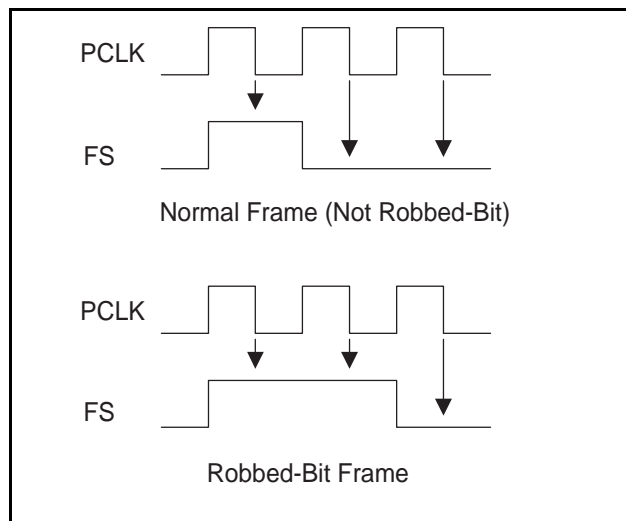 PCLK
FS
Normal Frame (Not Robbed-Bit)
PCLK
FS
Robbed-Bit Frame